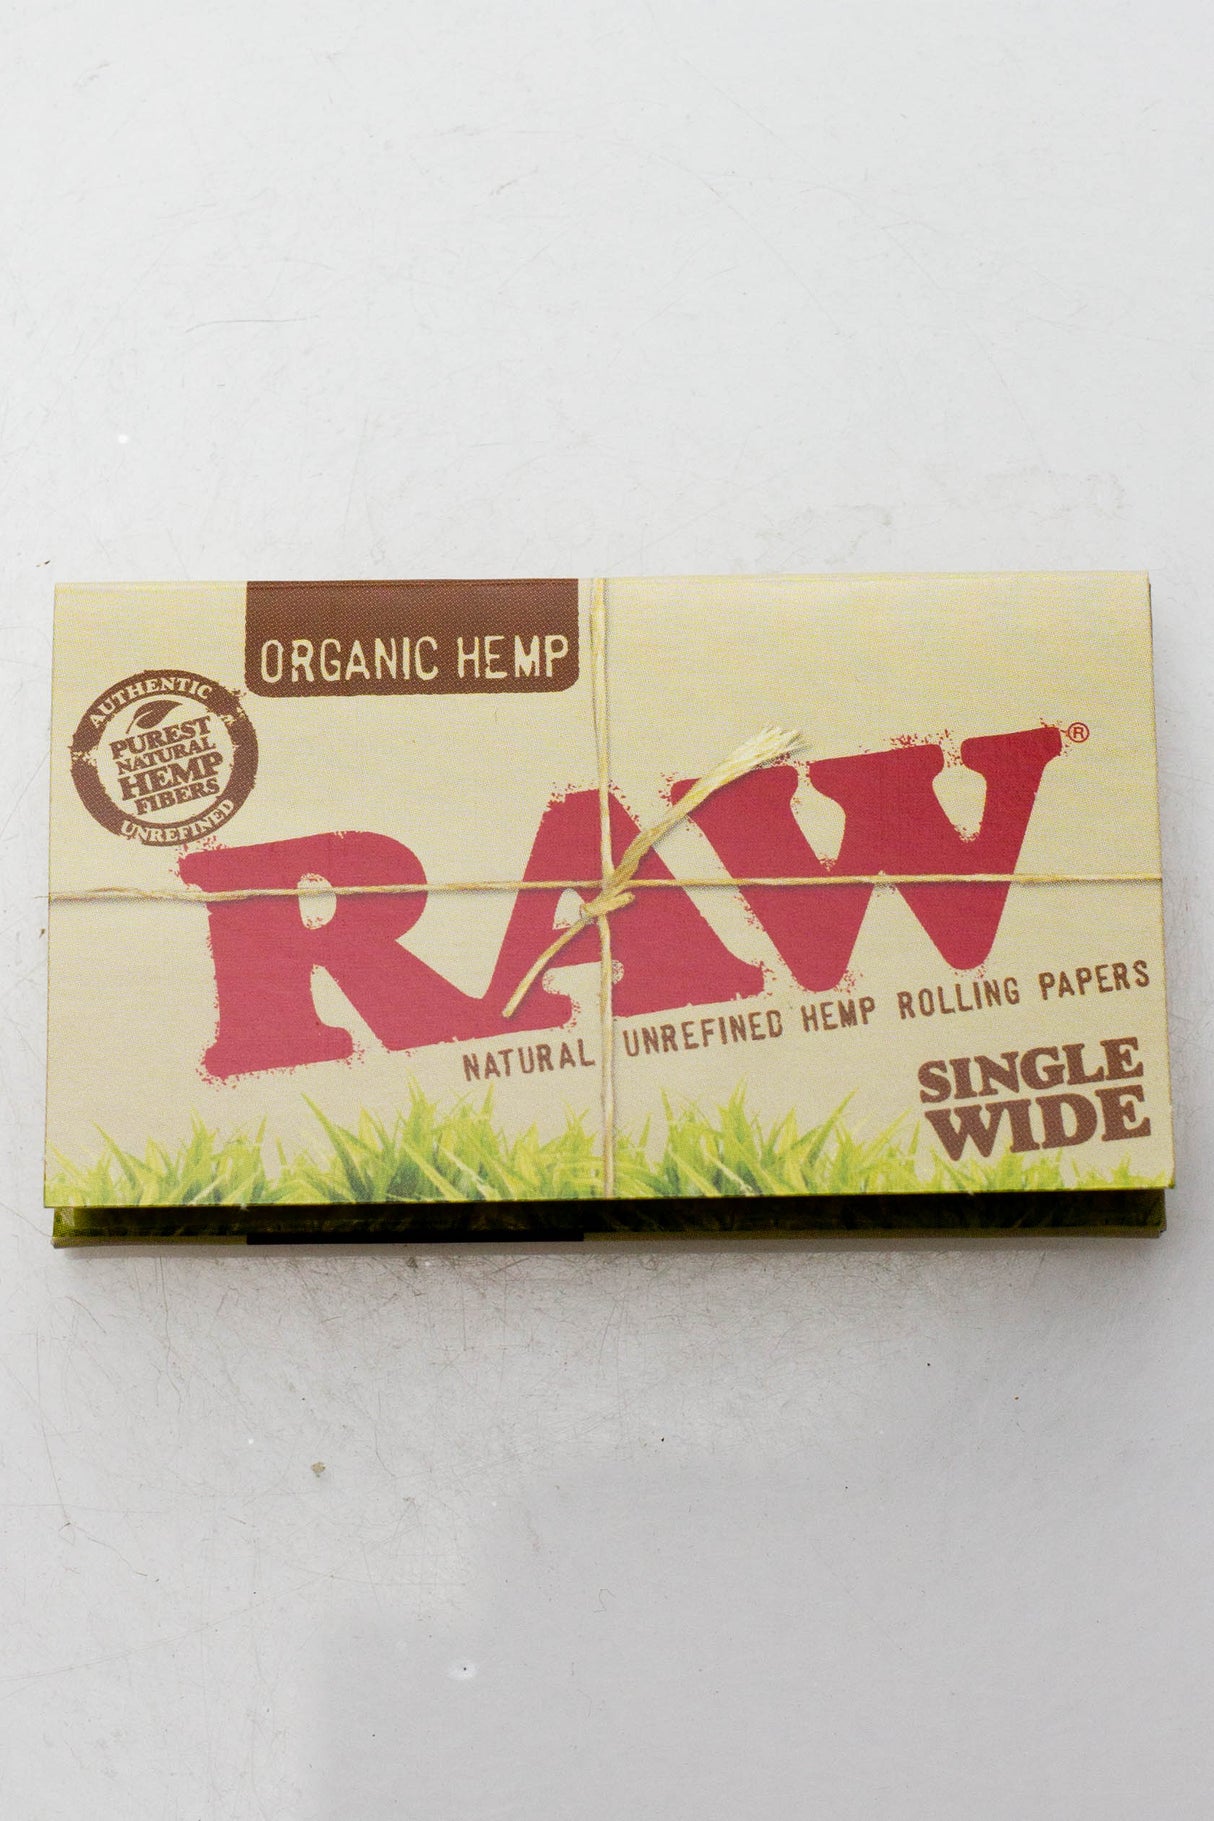 ORGANIC HEMP
AUTHENTIC
PUREST
NATURAL
HEMP
FIBERS
UNREFINED
RAW®
NATURAL UNREFINED HEMP ROLLING PAPERS
SINGLE
WIDE